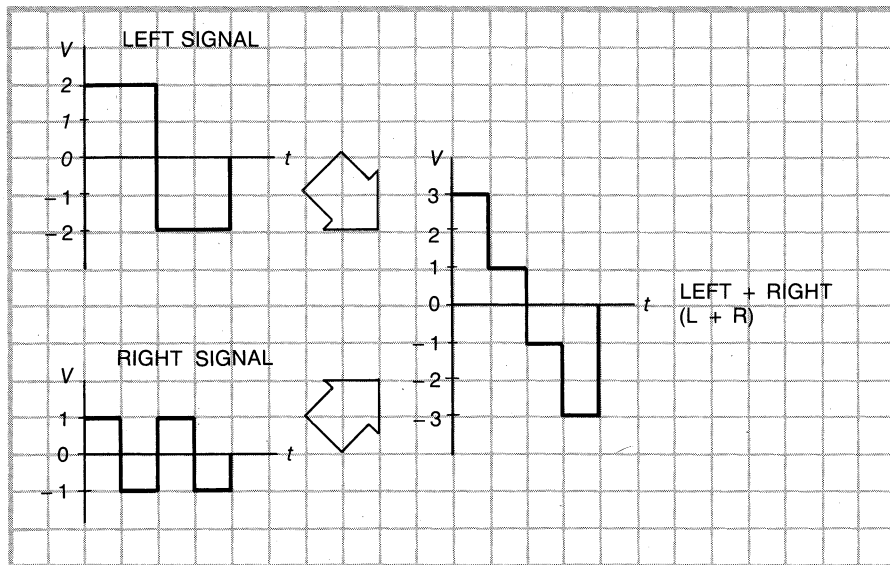 LEFT SIGNAL
V
2
1
0
t
– 1
– 2
RIGHT SIGNAL
V
1
0
t
– 1
V
3
2
1
0
t
– 1
– 2
– 3
LEFT + RIGHT
(L + R)